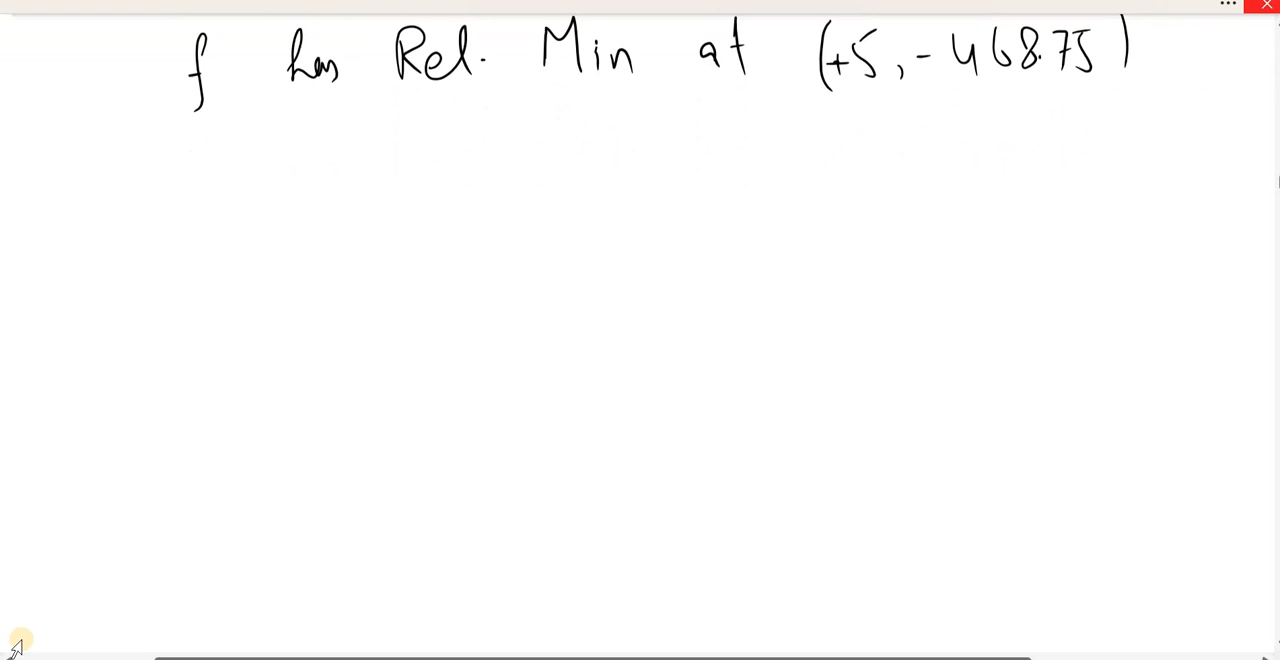 f has Rel. Min at (+5, -468.75)